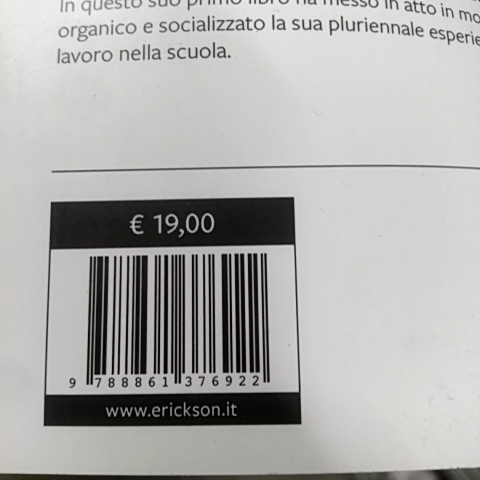 In questo suo primo libro ha messo in atto in mo
organico e socializzato la sua pluriennale esperie
lavoro nella scuola.
€ 19,00
9 788861 376922
www.erickson.it